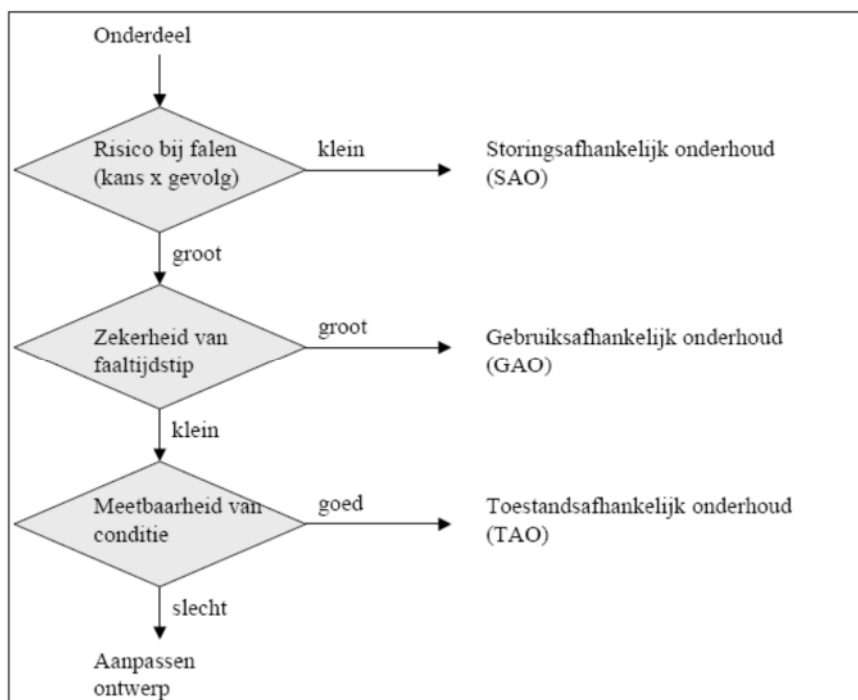 Onderdeel
Risico bij falen
(kans x gevolg)
klein
Storingsafhankelijk onderhoud
(SAO)
groot
Zekerheid van
faaltijdstip
groot
Gebruiksafhankelijk onderhoud
(GAO)
klein
Meetbaarheid van
conditie
goed
Toestandsafhankelijk onderhoud
(TAO)
slecht
Aanpassen
ontwerp